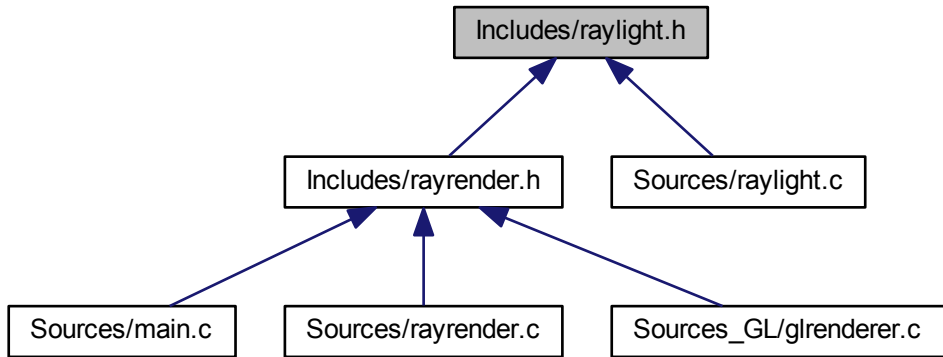 Includes/raylight.h
Includes/rayrender.h
Sources/raylight.c
Sources/main.c
Sources/rayrender.c
Sources_GL/glrenderer.c